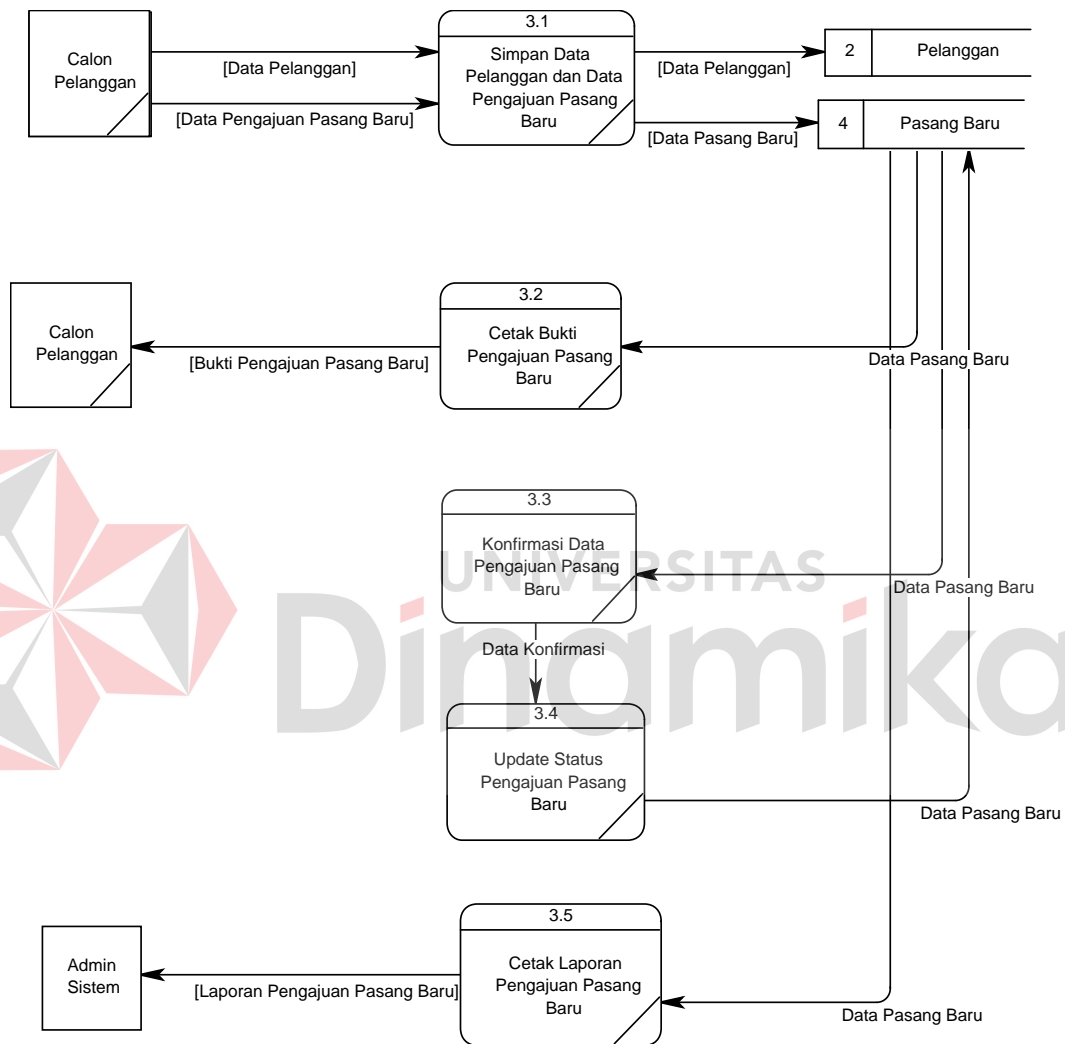 Calon
Pelanggan
[Data Pelanggan]
[Data Pengajuan Pasang Baru]
3.1
Simpan Data
Pelanggan dan Data
Pengajuan Pasang
Baru
[Data Pelanggan]
2
Pelanggan
[Data Pasang Baru]
4
Pasang Baru
Calon
Pelanggan
[Bukti Pengajuan Pasang Baru]
3.2
Cetak Bukti
Pengajuan Pasang
Baru
Data Pasang Baru
3.3
Konfirmasi Data
Pengajuan Pasang
Baru
Data Pasang Baru
UNIVERSITAS
Dinamika
Data Konfirmasi
3.4
Update Status
Pengajuan Pasang
Baru
Data Pasang Baru
Admin
Sistem
[Laporan Pengajuan Pasang Baru]
3.5
Cetak Laporan
Pengajuan Pasang
Baru
Data Pasang Baru